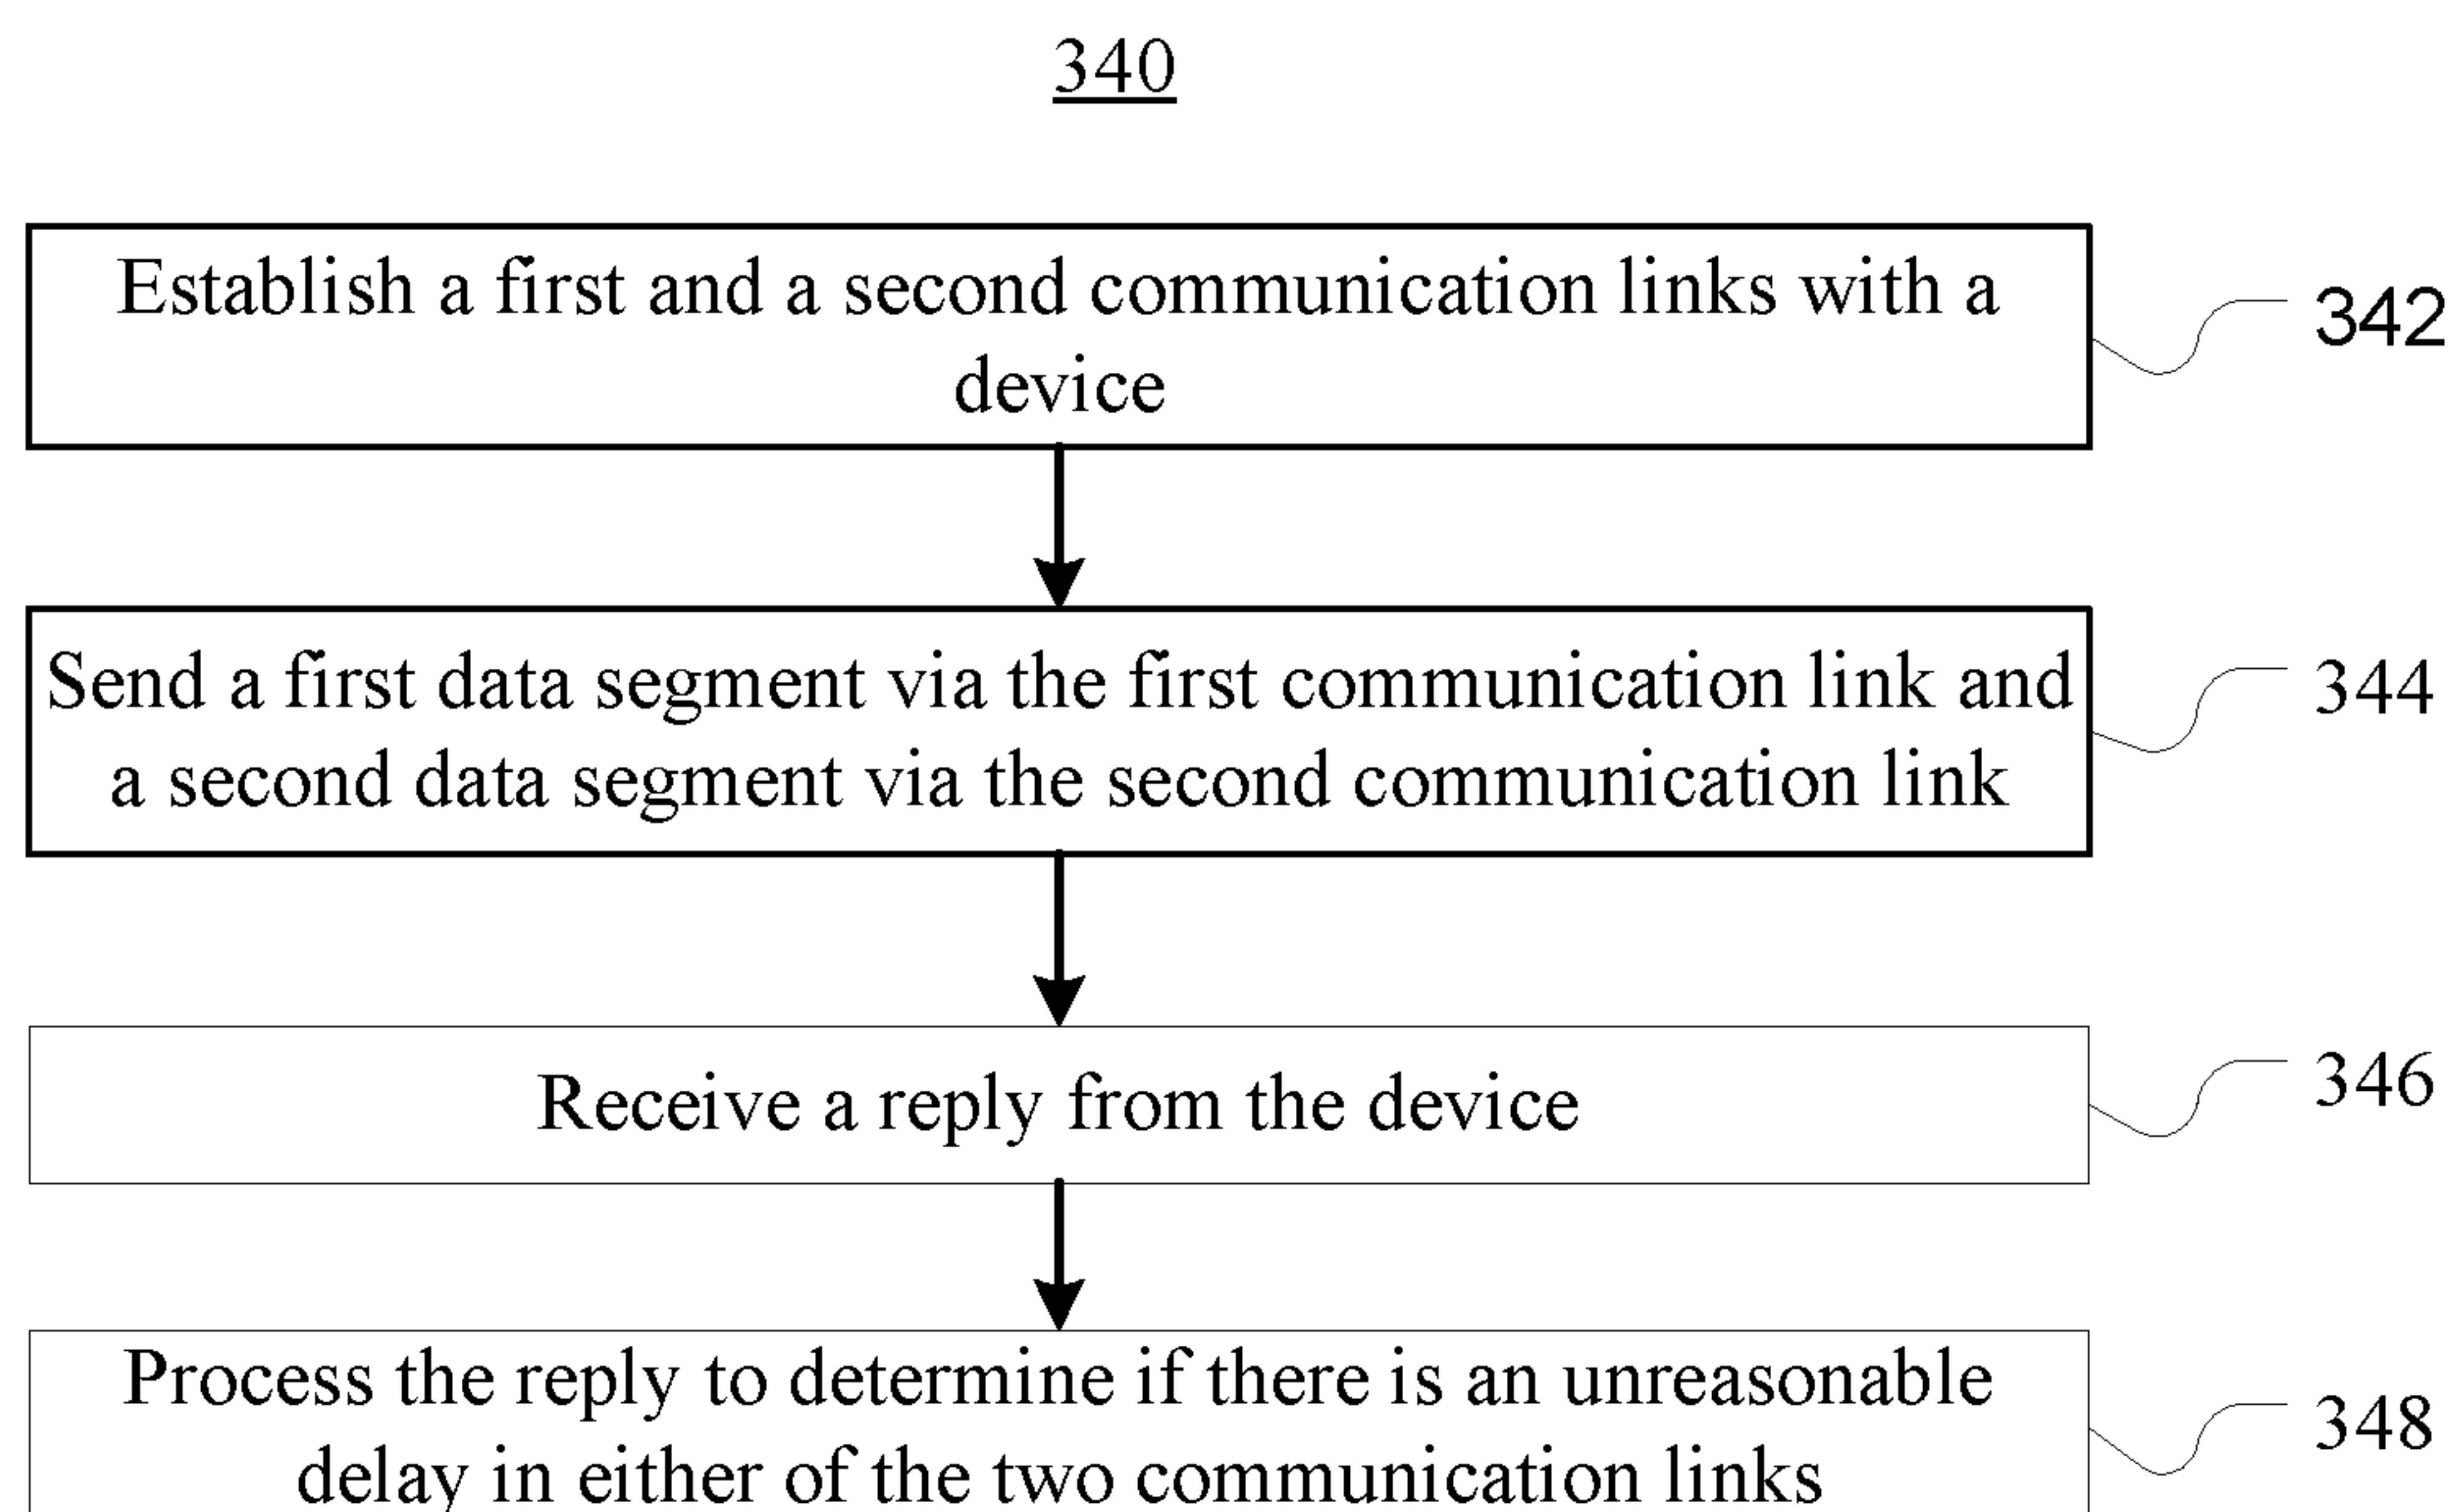 340
Establish a first and a second communication links with a
device
342
Send a first data segment via the first communication link and
a second data segment via the second communication link
344
Receive a reply from the device
346
Process the reply to determine if there is an unreasonable
delay in either of the two communication links
348